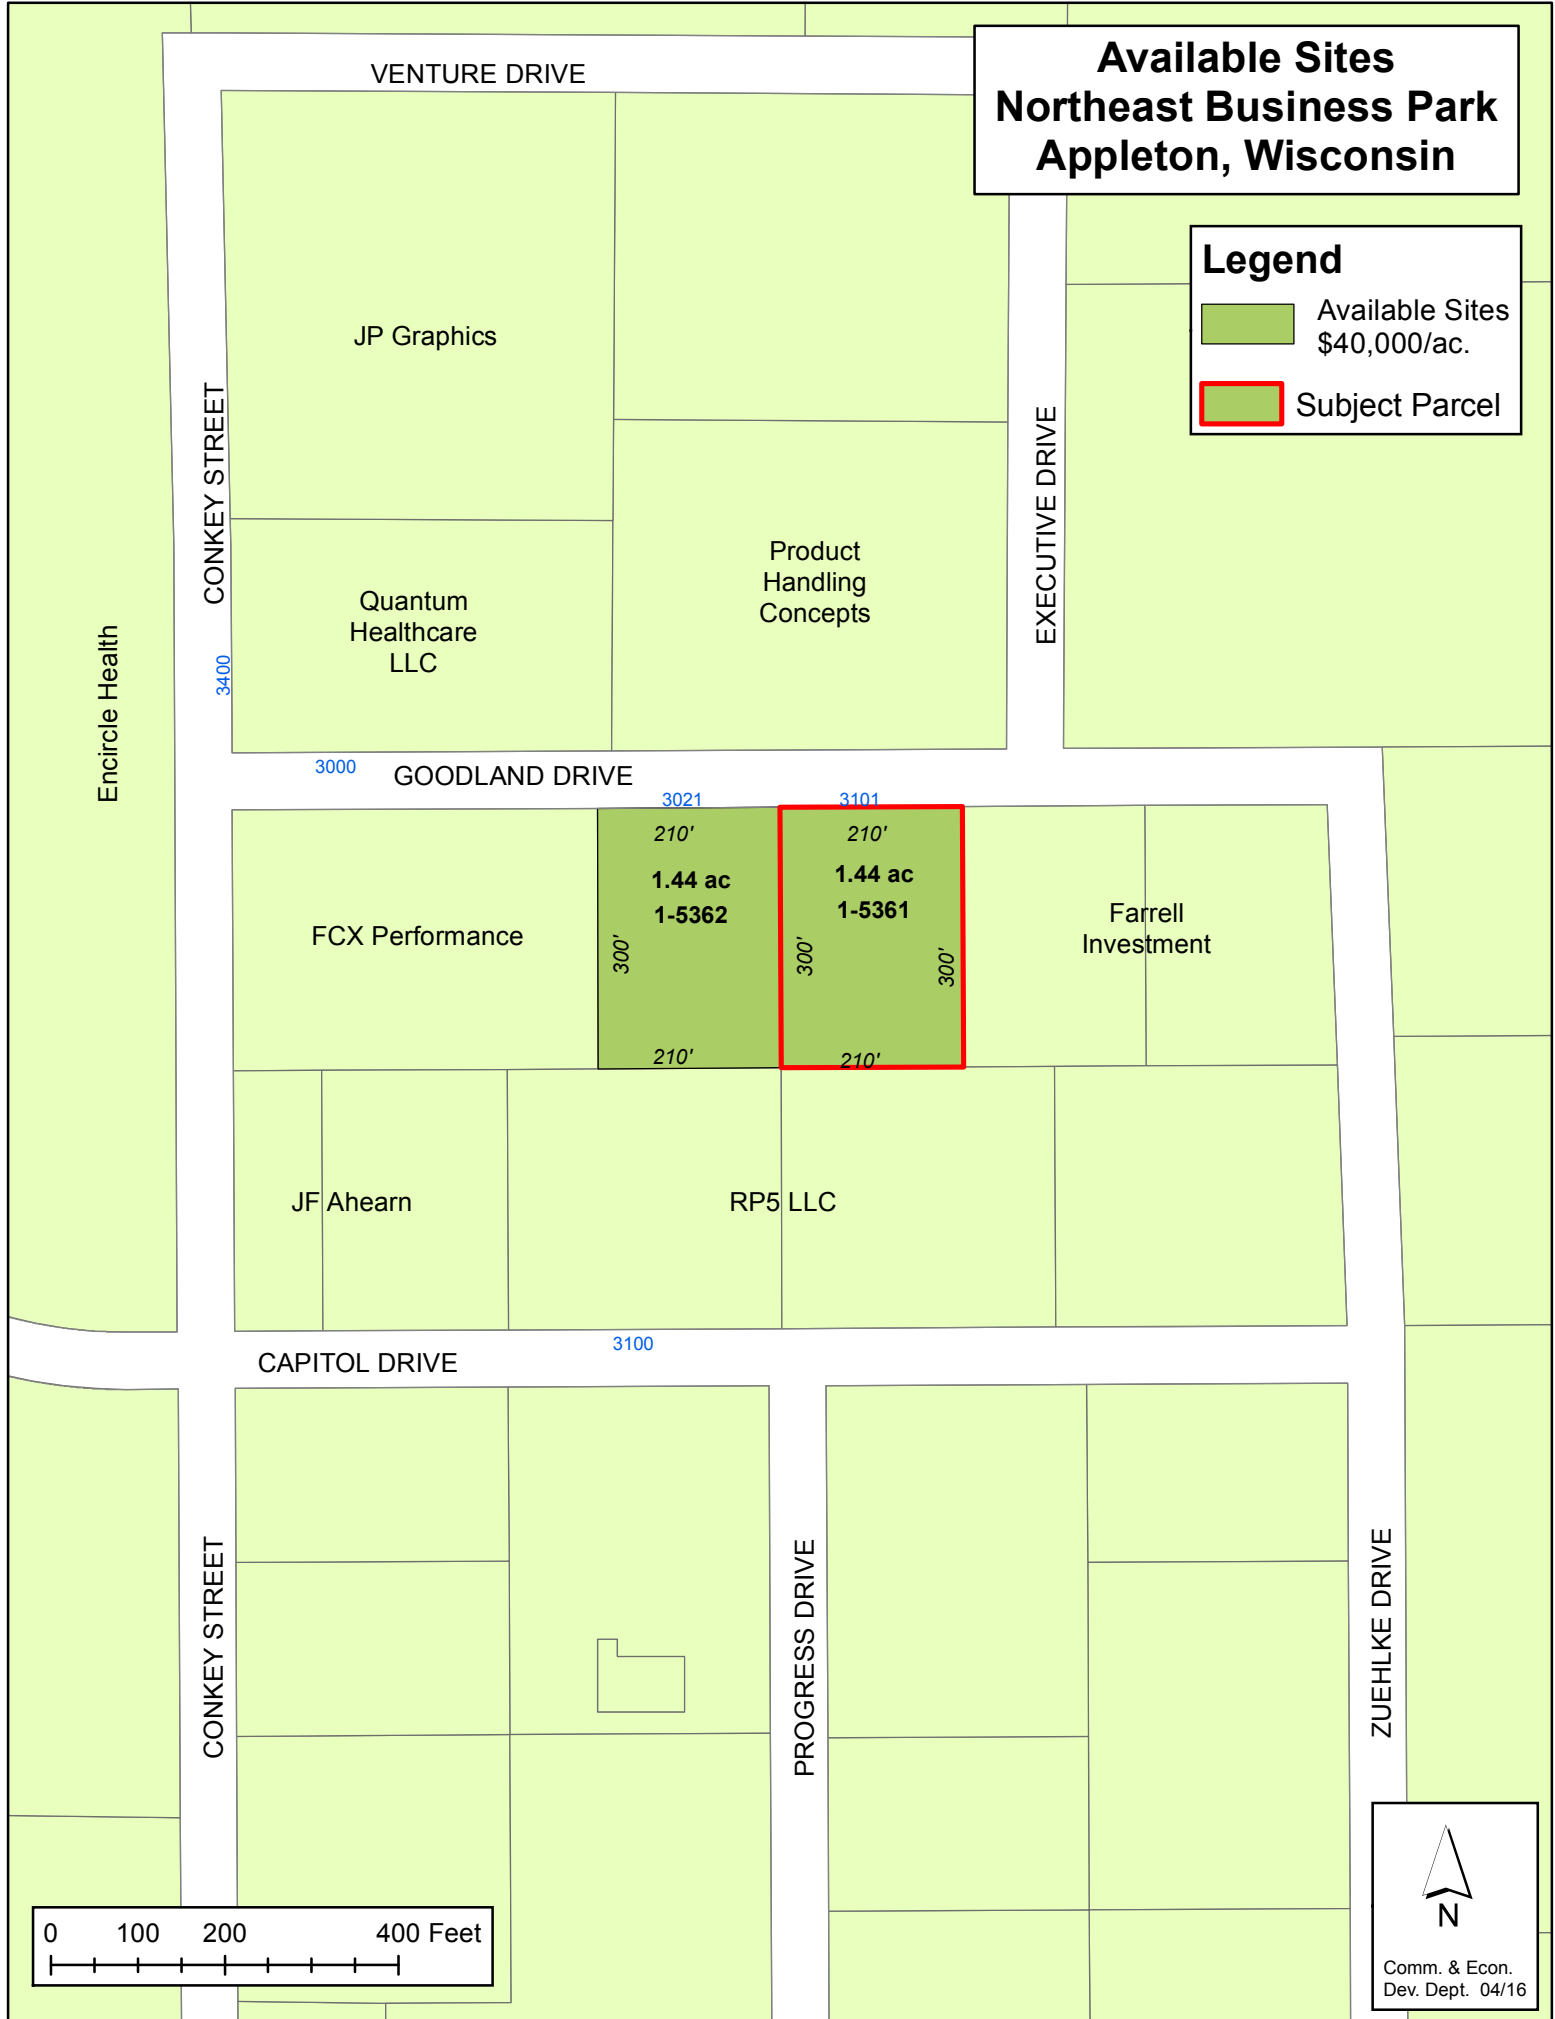 Available Sites
Northeast Business Park
Appleton, Wisconsin
VENTURE DRIVE
Legend
Available Sites
$40,000/ac.
Subject Parcel
JP Graphics
CONKEY STREET
EXECUTIVE DRIVE
Product
Handling
Concepts
Quantum
Healthcare
LLC
3400
Encircle Health
3000
GOODLAND DRIVE
3021
3101
210'
210'
1.44 ac
1-5362
1.44 ac
1-5361
300'
300'
300'
210'
210'
FCX Performance
Farrell
Investment
JF Ahearn
RP5 LLC
3100
CAPITOL DRIVE
CONKEY STREET
PROGRESS DRIVE
ZUEHLKE DRIVE
0 100 200 400 Feet
N
Comm. & Econ.
Dev. Dept. 04/16